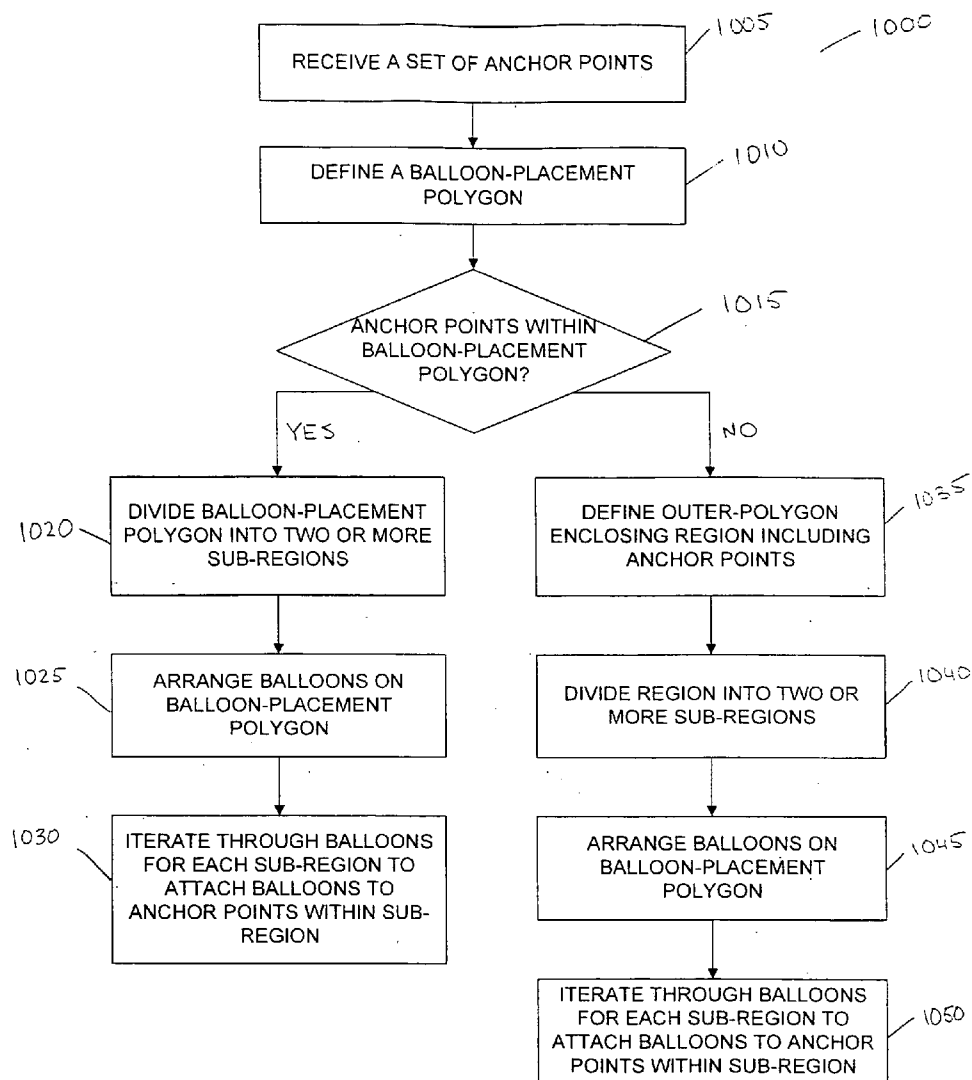 1005
1000
RECEIVE A SET OF ANCHOR POINTS
1010
DEFINE A BALLOON-PLACEMENT
POLYGON
1015
ANCHOR POINTS WITHIN
BALLOON-PLACEMENT
POLYGON?
YES
NO
1020
DIVIDE BALLOON-PLACEMENT
POLYGON INTO TWO OR MORE
SUB-REGIONS
1035
DEFINE OUTER-POLYGON
ENCLOSING REGION INCLUDING
ANCHOR POINTS
1025
ARRANGE BALLOONS ON
BALLOON-PLACEMENT
POLYGON
1040
DIVIDE REGION INTO TWO OR
MORE SUB-REGIONS
1030
ITERATE THROUGH BALLOONS
FOR EACH SUB-REGION TO
ATTACH BALLOONS TO
ANCHOR POINTS WITHIN SUB-
REGION
1045
ARRANGE BALLOONS ON
BALLOON-PLACEMENT
POLYGON
1050
ITERATE THROUGH BALLOONS
FOR EACH SUB-REGION TO
ATTACH BALLOONS TO ANCHOR
POINTS WITHIN SUB-REGION